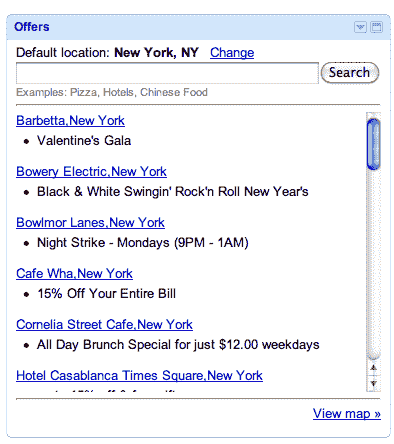 Offers
Default location: New York, NY Change
Search
Examples: Pizza, Hotels, Chinese Food
Barbetta,New York
• Valentine's Gala
Bowery Electric,New York
• Black & White Swingin' Rock'n Roll New Year's
Bowlmor Lanes,New York
• Night Strike - Mondays (9PM - 1AM)
Cafe Wha,New York
• 15% Off Your Entire Bill
Cornelia Street Cafe,New York
• All Day Brunch Special for just $12.00 weekdays
Hotel Casablanca Times Square,New York
View map »